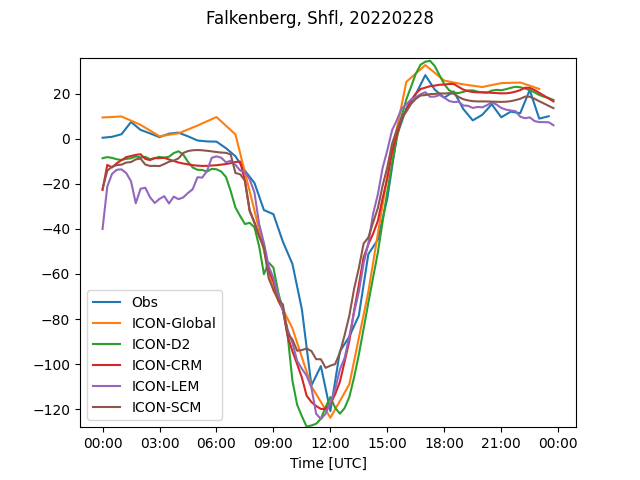 Falkenberg, Shfl, 20220228
20
0
−20
−40
−60
−80
−100
−120
Obs
ICON-Global
ICON-D2
ICON-CRM
ICON-LEM
ICON-SCM
00:00 03:00 06:00 09:00 12:00 15:00 18:00 21:00 00:00
Time [UTC]